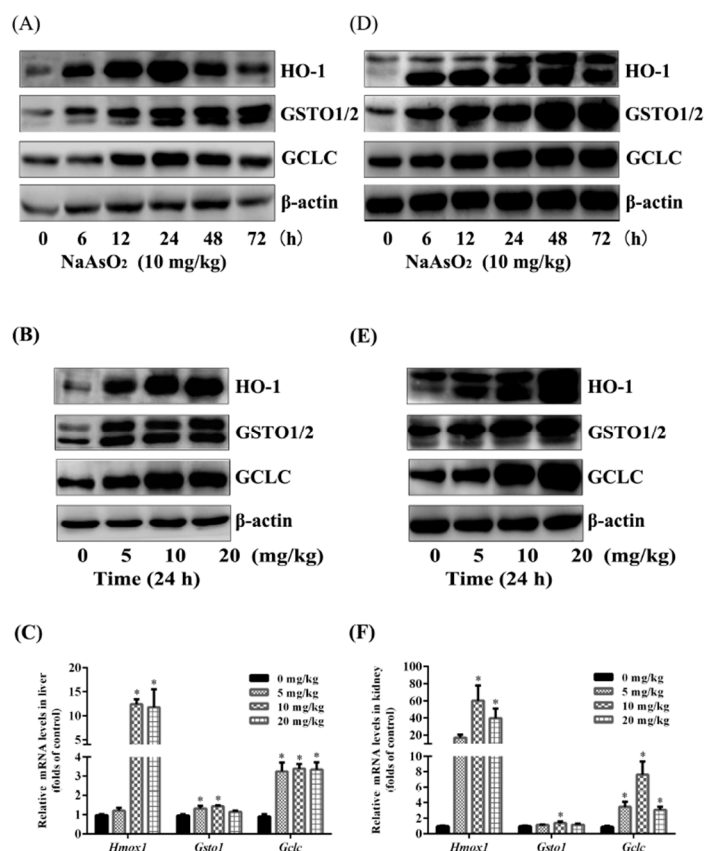 (A)
HO-1
GSTO1/2
GCLC
β-actin
0 6 12 24 48 72 (h)
NaAsO2 (10 mg/kg)
(D)
HO-1
GSTO1/2
GCLC
β-actin
0 6 12 24 48 72 (h)
NaAsO2 (10 mg/kg)
(B)
HO-1
GSTO1/2
GCLC
β-actin
0 5 10 20 (mg/kg)
Time (24 h)
(E)
HO-1
GSTO1/2
GCLC
β-actin
0 5 10 20 (mg/kg)
Time (24 h)
(C)
Relative mRNA levels in liver
(folds of control)
20
15
10
5
4
3
2
1
0
* *
* *
* * *
0 mg/kg
5 mg/kg
10 mg/kg
20 mg/kg
Hmox1 Gsto1 Gclc
(F)
Relative mRNA levels in kidney
(folds of control)
100
80
60
40
20
8
6
4
2
0
* *
*
* * *
0 mg/kg
5 mg/kg
10 mg/kg
20 mg/kg
Hmox1 Gsto1 Gclc